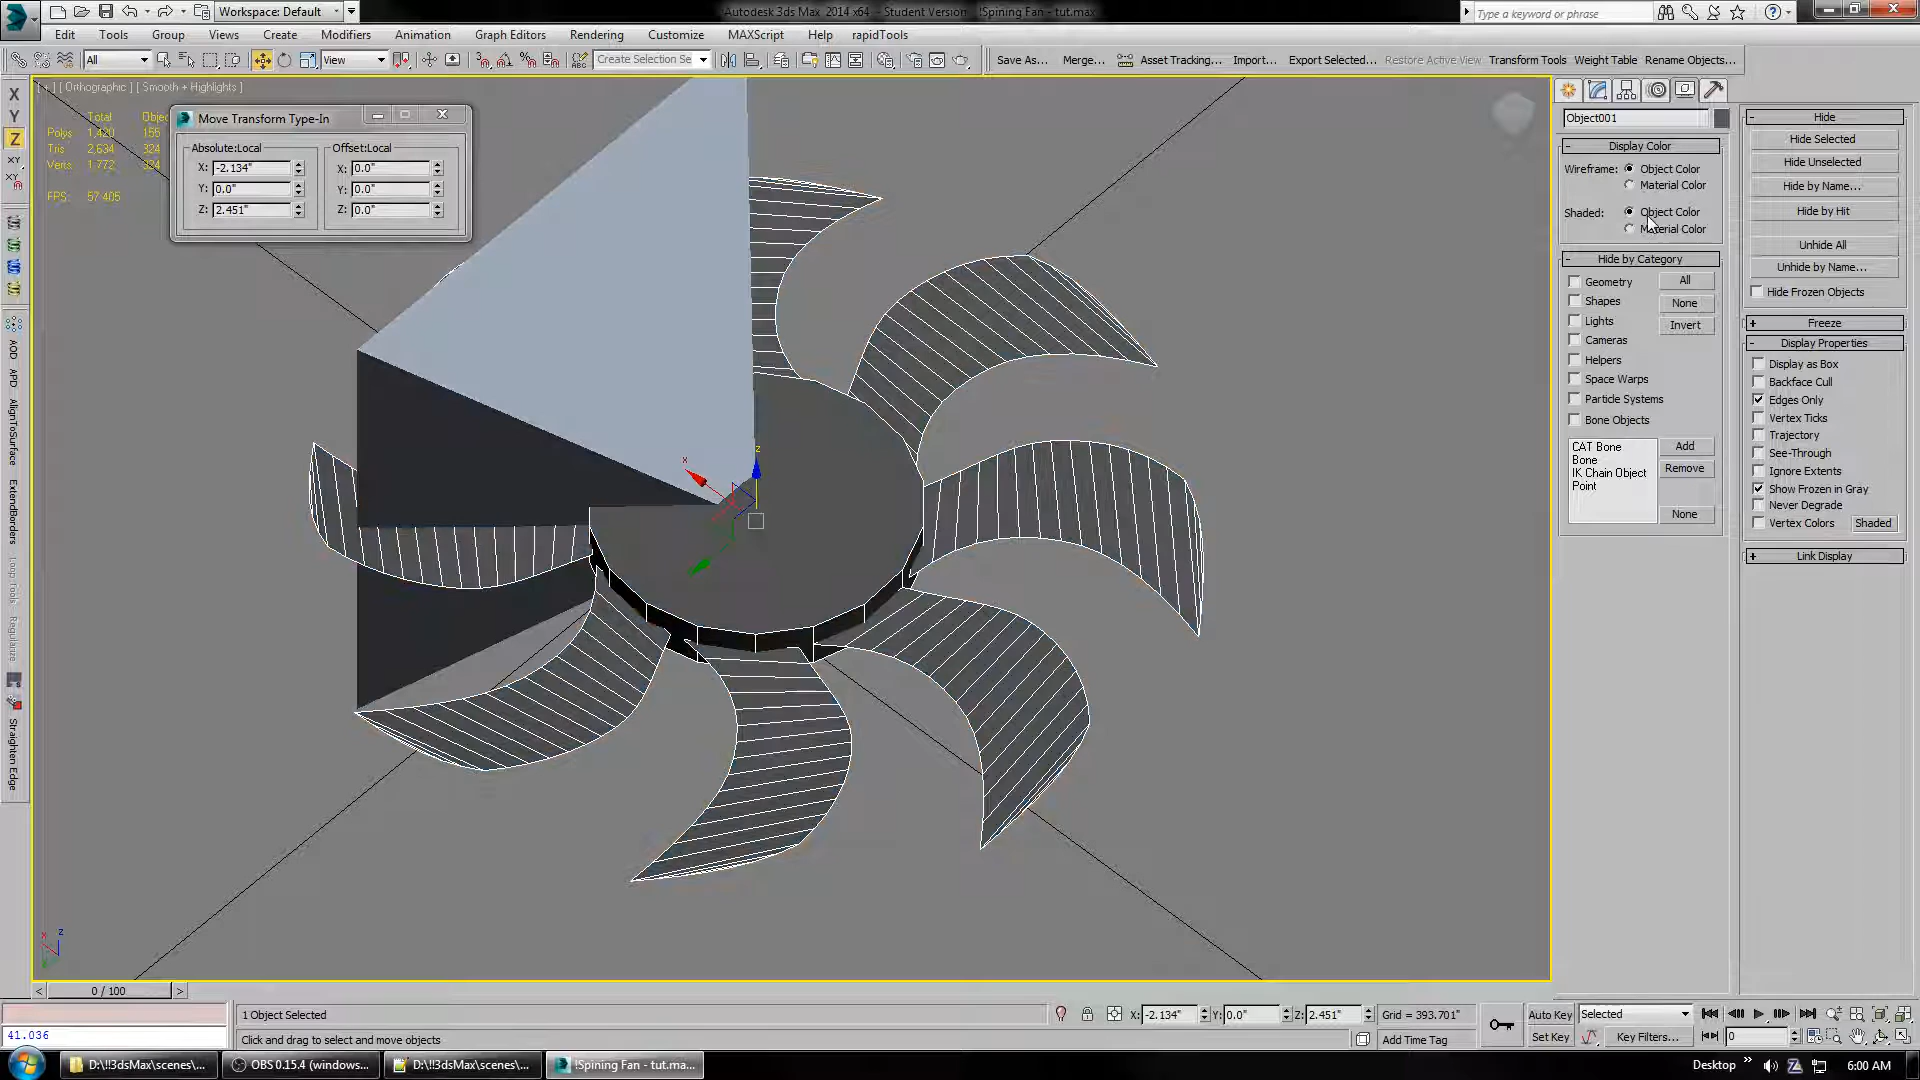 Workspace: Default
Autodesk 3ds Max 2014 x64 - Student Version !Spining Fan - tut.max
Type a keyword or phrase
Edit Tools Group Views Create Modifiers Animation Graph Editors Rendering Customize MAXScript Help rapidTools
All View Create Selection Se Save As... Merge... Asset Tracking... Import... Export Selected... Restore Active View Transform Tools Weight Table Rename Objects...
[ + ] [ Orthographic ] [ Smooth + Highlights ]
X
Y
Z
XY
XY
Total
Polys 1,420 155
Tris 2,634 324
Verts 1,772 324
FPS: 57.405
Move Transform Type-In
Absolute:Local Offset:Local
X: -2.134" X: 0.0"
Y: 0.0" Y: 0.0"
Z: 2.451" Z: 0.0"
AOD
APD
AlignToSurface
ExtendBorders
Loop Tools
Regularize
Straighten Edge
x
z
Object001
Display Color
Wireframe: Object Color
Material Color
Shaded: Object Color
Material Color
Hide by Category
Geometry All
Shapes None
Lights Invert
Cameras
Helpers
Space Warps
Particle Systems
Bone Objects
CAT Bone Add
Bone
IK Chain Object Remove
Point
None
Hide
Hide Selected
Hide Unselected
Hide by Name...
Hide by Hit
Unhide All
Unhide by Name...
Hide Frozen Objects
Freeze
Display Properties
Display as Box
Backface Cull
Edges Only
Vertex Ticks
Trajectory
See-Through
Ignore Extents
Show Frozen in Gray
Never Degrade
Vertex Colors Shaded
Link Display
x z
0 / 100
1 Object Selected X: -2.134" Y: 0.0" Z: 2.451" Grid = 393.701" Auto Key Selected
41.036 Click and drag to select and move objects Add Time Tag Set Key Key Filters... 0
D:\!!3dsMax\scenes\... OBS 0.15.4 (windows... D:\!!3dsMax\scenes\... !Spining Fan - tut.ma... Desktop 6:00 AM